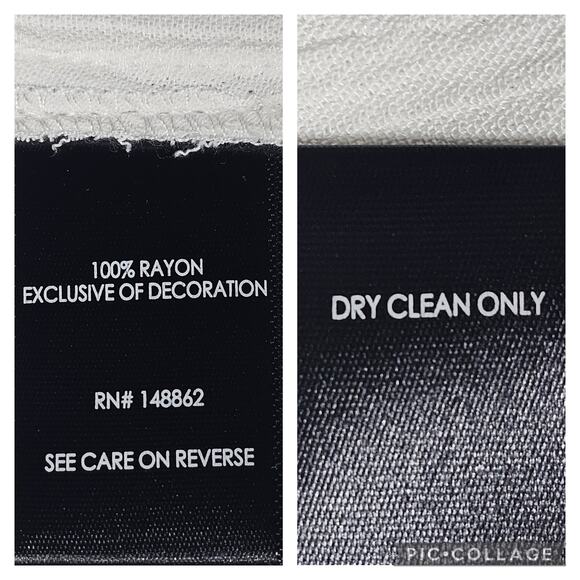 100% RAYON
EXCLUSIVE OF DECORATION
RN# 148862
SEE CARE ON REVERSE
DRY CLEAN ONLY
PIC•COLLAGE